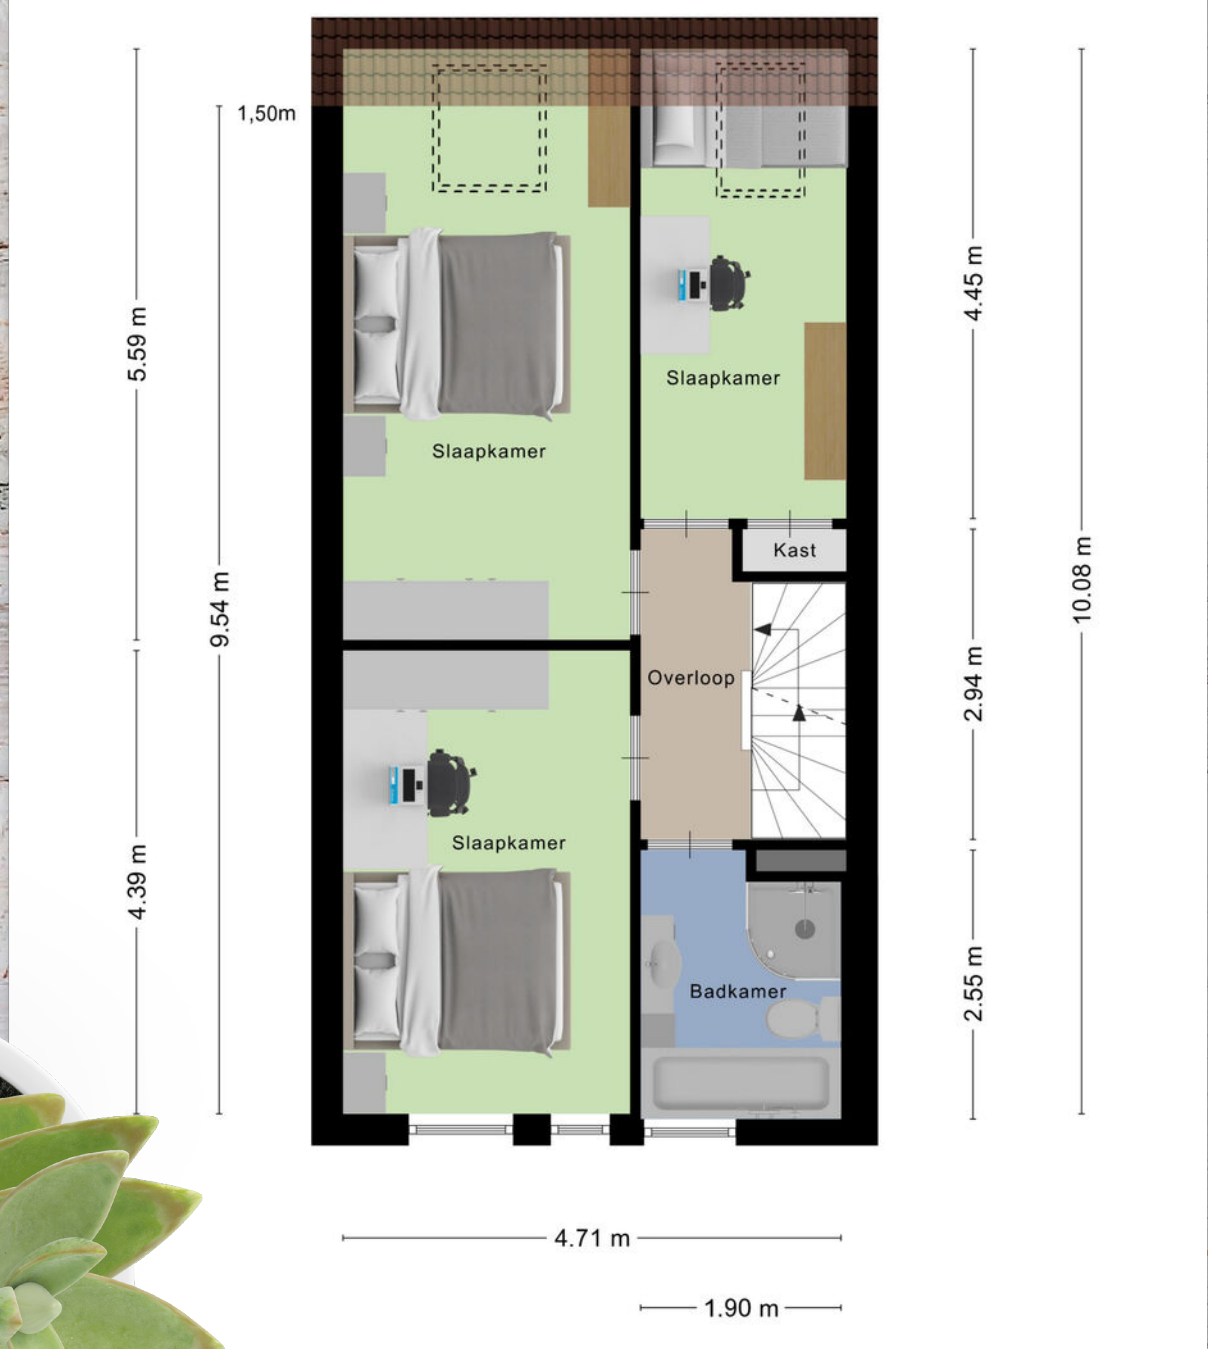 1,50m
5.59 m
9.54 m
4.39 m
Slaapkamer
Slaapkamer
Kast
Overloop
Slaapkamer
Badkamer
4.45 m
2.94 m
2.55 m
10.08 m
4.71 m
1.90 m